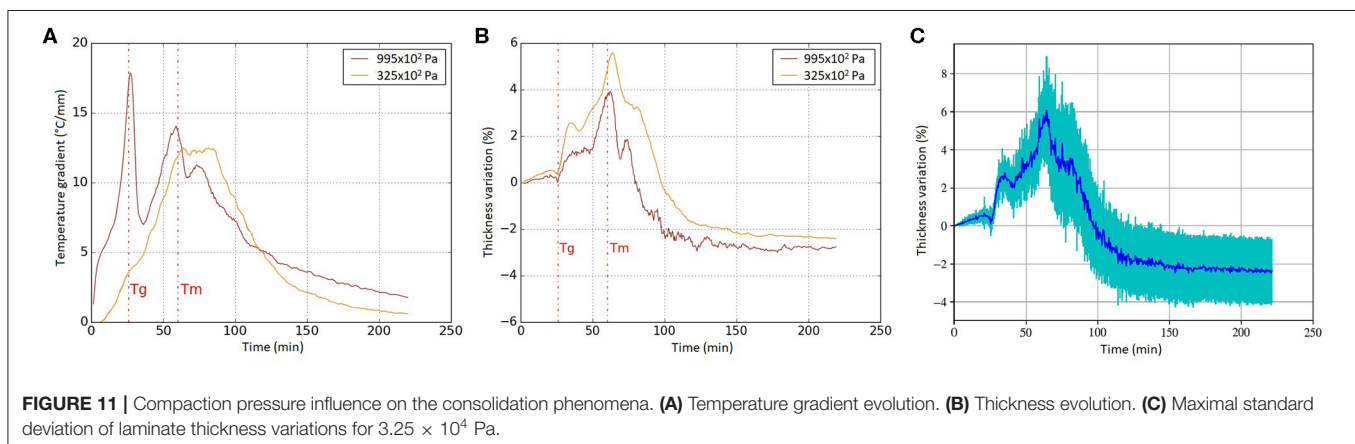 A
995x10² Pa
325x10² Pa
Temperature gradient (°C/mm)
20
15
10
5
0
Tg
Tm
0 50 100 150 200 250
Time (min)
B
995x10² Pa
325x10² Pa
Thickness variation (%)
6
4
2
0
−2
−4
−6
Tg
Tm
0 50 100 150 200 250
Time (min)
C
Thickness variation (%)
8
6
4
2
0
−2
−4
0 50 100 150 200 250
Time (min)
FIGURE 11 | Compaction pressure influence on the consolidation phenomena. (A) Temperature gradient evolution. (B) Thickness evolution. (C) Maximal standard
deviation of laminate thickness variations for 3.25 × 10⁴ Pa.